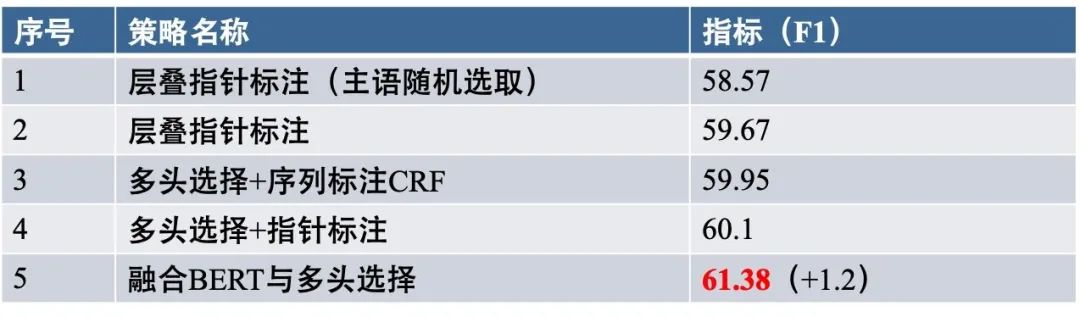 序号 策略名称 指标（F1）
1 层叠指针标注（主语随机选取） 58.57
2 层叠指针标注 59.67
3 多头选择+序列标注CRF 59.95
4 多头选择+指针标注 60.1
5 融合BERT与多头选择 61.38（+1.2）